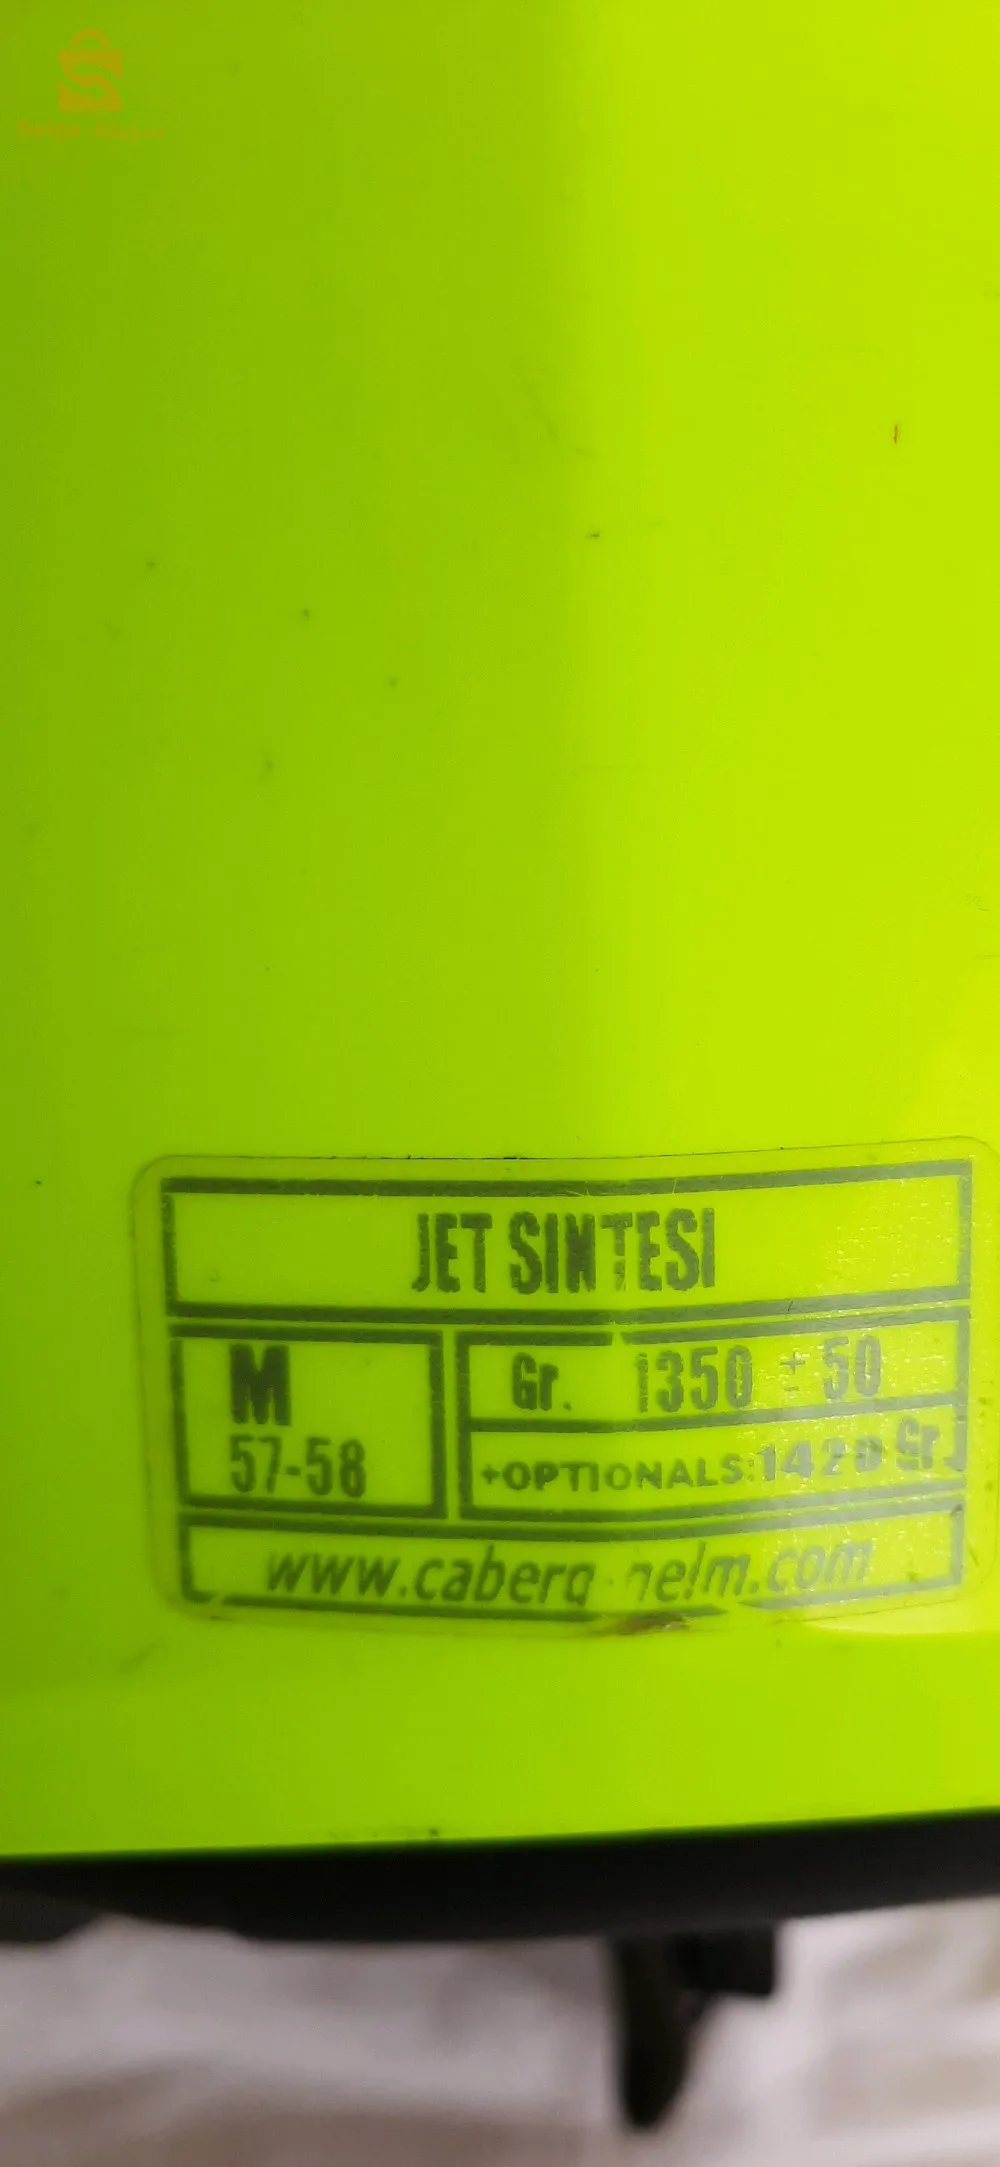 JET SINTESI
M
57-58
Gr. 1350 ± 50
+OPTIONALS:1420 Gr.
www.caberg-helm.com